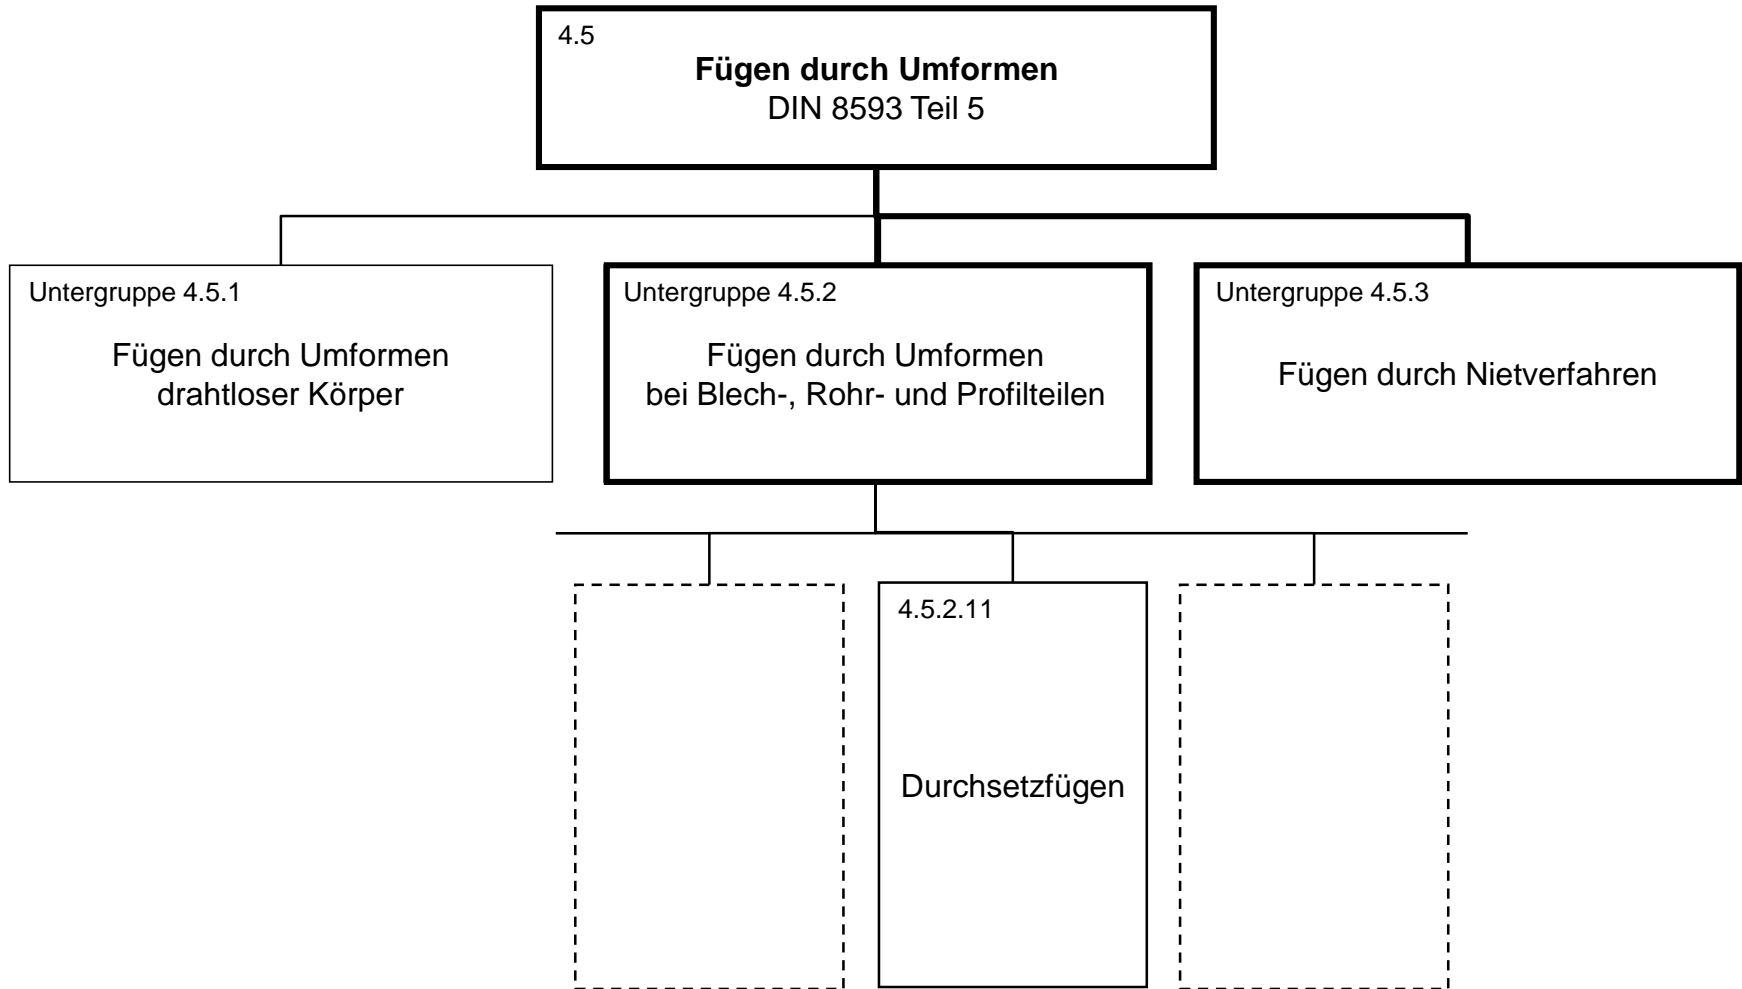 4.5
Fügen durch Umformen
DIN 8593 Teil 5
Untergruppe 4.5.1
Fügen durch Umformen
drahtloser Körper
Untergruppe 4.5.2
Fügen durch Umformen
bei Blech-, Rohr- und Profilteilen
Untergruppe 4.5.3
Fügen durch Nietverfahren
4.5.2.11
Durchsetzfügen